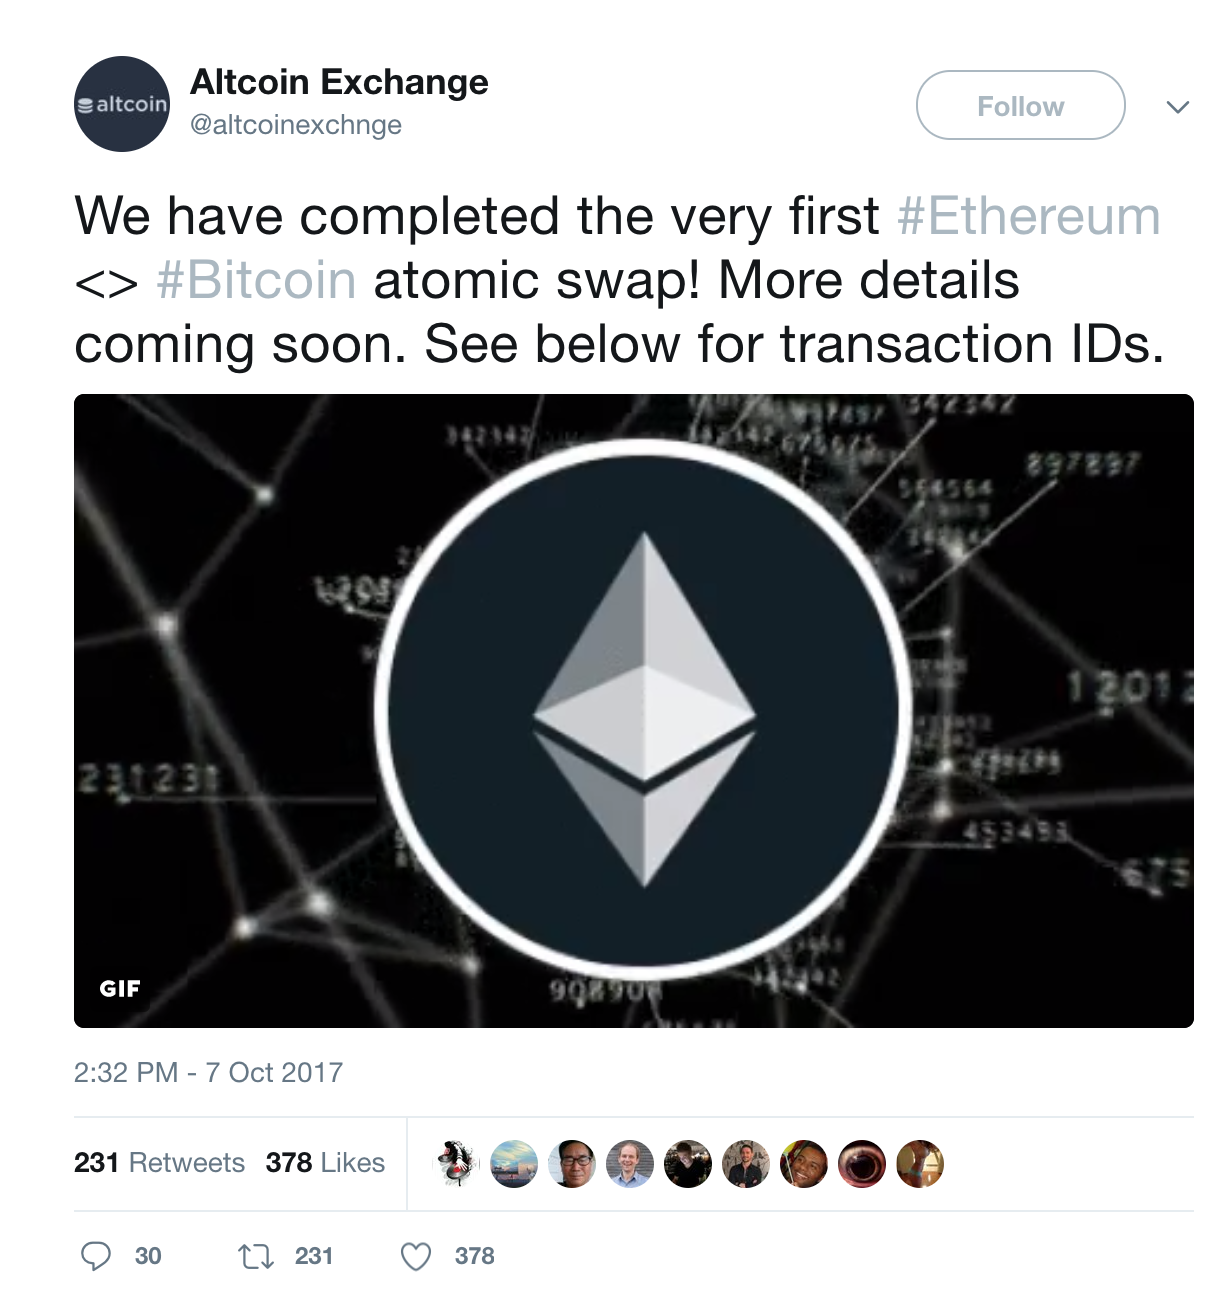 altcoin
Altcoin Exchange
@altcoinexchnge
Follow
We have completed the very first #Ethereum
<> #Bitcoin atomic swap! More details
coming soon. See below for transaction IDs.
342342
342342
897897
564564
231231
12012
453453
675
908908
GIF
2:32 PM - 7 Oct 2017
231 Retweets 378 Likes
30 231 378